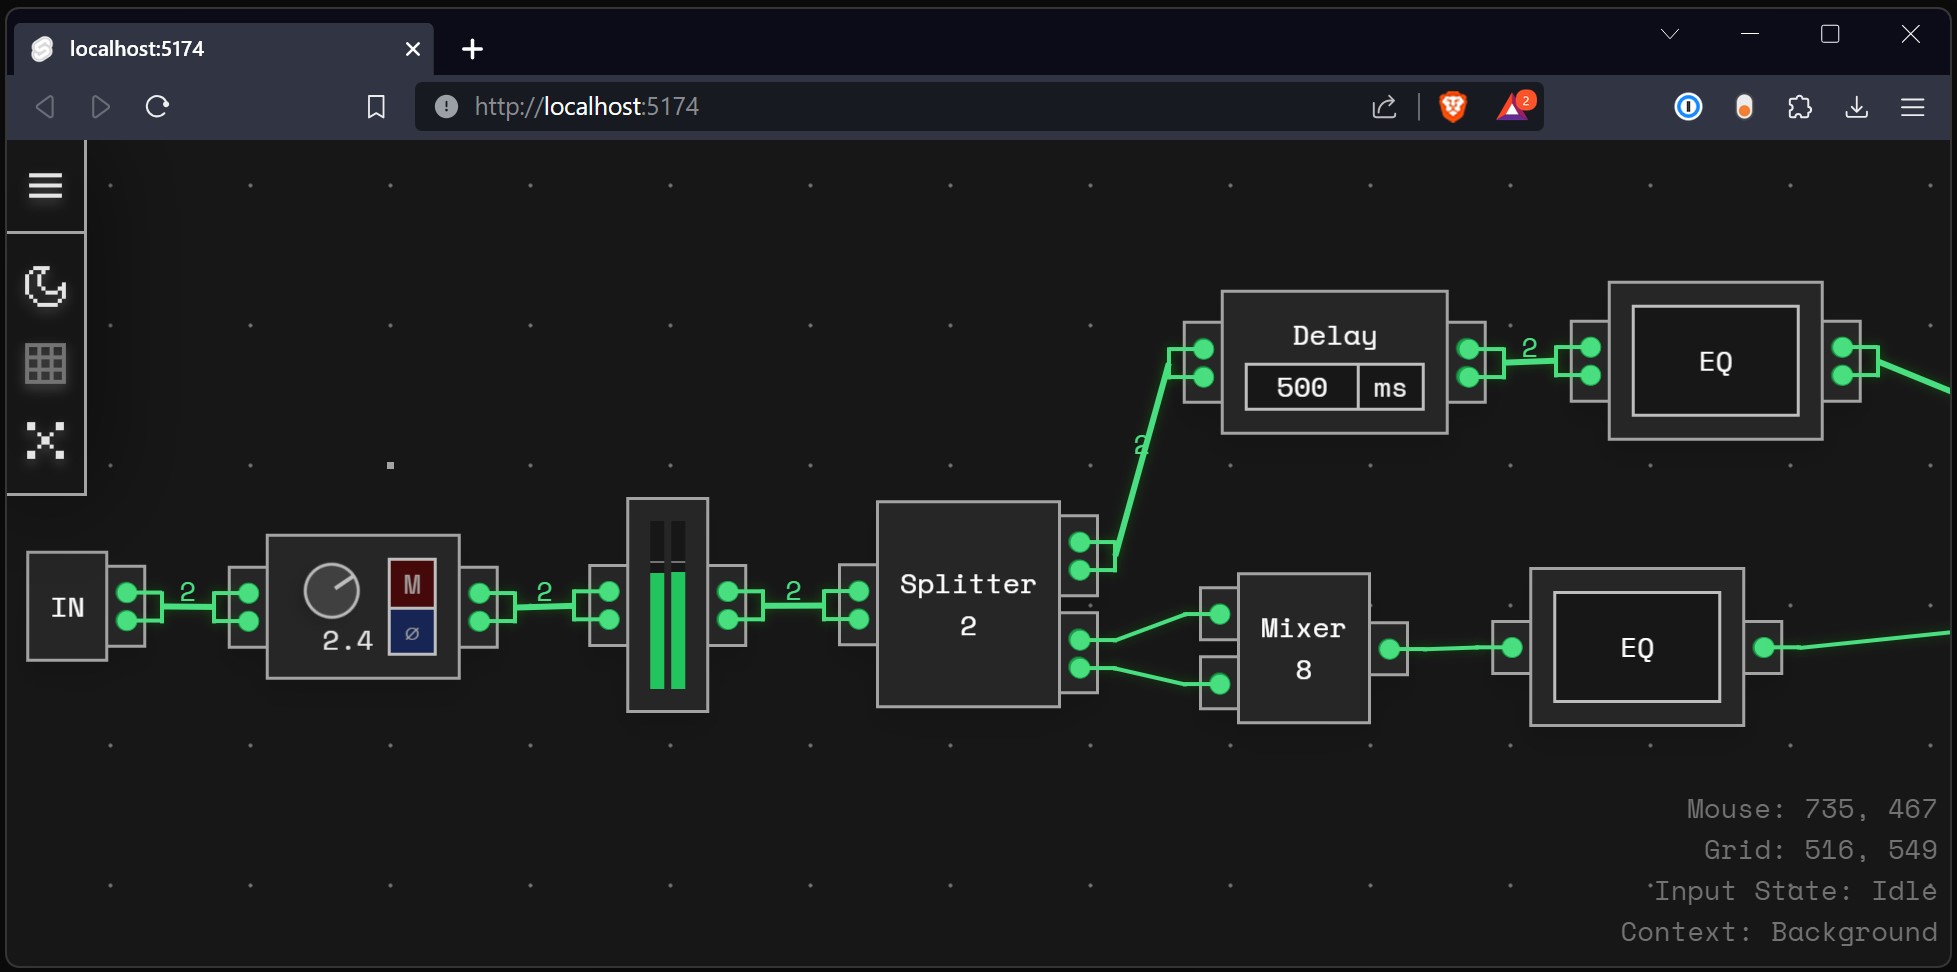 localhost:5174
http://localhost:5174
2
Delay
500 ms
2
EQ
2
IN
2
M
2.4
ø
2
2
Splitter
2
Mixer
8
EQ
Mouse: 735, 467
Grid: 516, 549
Input State: Idle
Context: Background